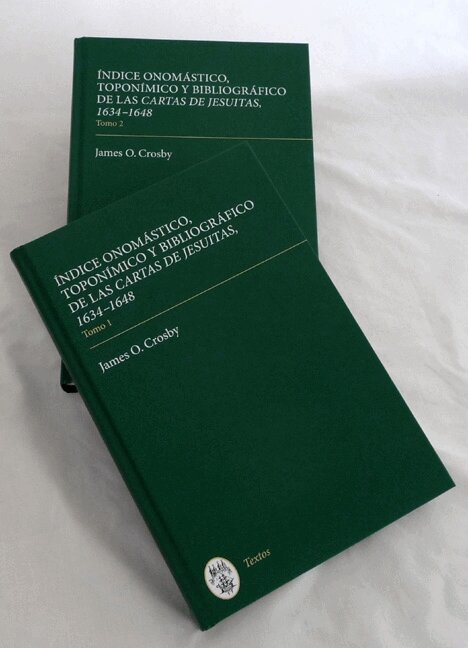 ÍNDICE ONOMÁSTICO,
TOPONÍMICO Y BIBLIOGRÁFICO
DE LAS CARTAS DE JESUITAS,
1634–1648
Tomo 2
James O. Crosby
ÍNDICE ONOMÁSTICO,
TOPONÍMICO Y BIBLIOGRÁFICO
DE LAS CARTAS DE JESUITAS,
1634–1648
Tomo 1
James O. Crosby
Textos